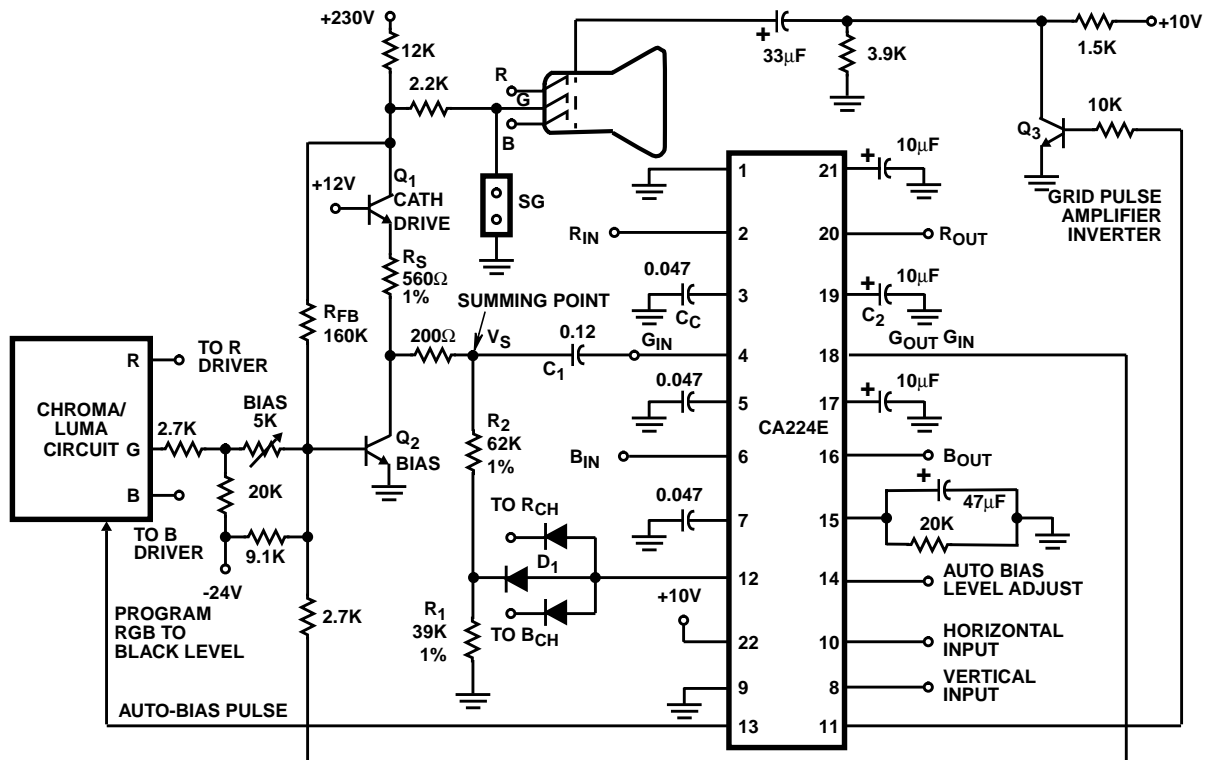 +230V
12K
2.2K
R
G
B
+
33μF
3.9K
+10V
1.5K
10K
Q3
GRID PULSE
AMPLIFIER
INVERTER
Q1
CATH
DRIVE
+12V
SG
RS
560Ω
1%
RFB
160K
200Ω
SUMMING POINT
VS
0.12
C1
GIN
RIN
0.047
CC
0.047
BIN
0.047
1
2
3
4
5
6
7
12
22
9
13
CA224E
21
20
19
18
17
16
15
14
10
8
11
+
10μF
ROUT
+
10μF
C2
GOUT GIN
+
10μF
BOUT
+
47μF
20K
AUTO BIAS
LEVEL ADJUST
HORIZONTAL
INPUT
VERTICAL
INPUT
R
TO R
DRIVER
CHROMA/
LUMA
CIRCUIT G
B
2.7K
BIAS
5K
Q2
BIAS
20K
TO B
DRIVER
9.1K
-24V
2.7K
R2
62K
1%
TO RCH
D1
TO BCH
R1
39K
1%
+10V
PROGRAM
RGB TO
BLACK LEVEL
AUTO-BIAS PULSE